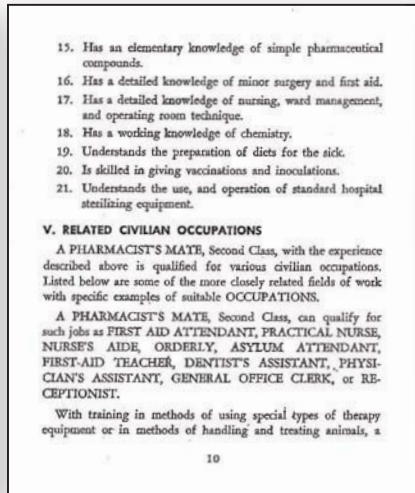 15. Has an elementary knowledge of simple pharmaceutical
compounds.
16. Has a detailed knowledge of minor surgery and first aid.
17. Has a detailed knowledge of nursing, ward management,
and operating room technique.
18. Has a working knowledge of chemistry.
19. Understands the preparation of diets for the sick.
20. Is skilled in giving vaccinations and inoculations.
21. Understands the use, and operation of standard hospital
sterilizing equipment.
V. RELATED CIVILIAN OCCUPATIONS
A PHARMACIST'S MATE, Second Class, with the experience
described above is qualified for various civilian occupations.
Listed below are some of the more closely related fields of work
with specific examples of suitable OCCUPATIONS.
A PHARMACIST'S MATE, Second Class, can qualify for
such jobs as FIRST AID ATTENDANT, PRACTICAL NURSE,
NURSE'S AIDE, ORDERLY, ASYLUM ATTENDANT,
FIRST-AID TEACHER, DENTIST'S ASSISTANT, PHYSI-
CIAN'S ASSISTANT, GENERAL OFFICE CLERK, or RE-
CEPTIONIST.
With training in methods of using special types of therapy
equipment or in methods of handling and treating animals, a
10